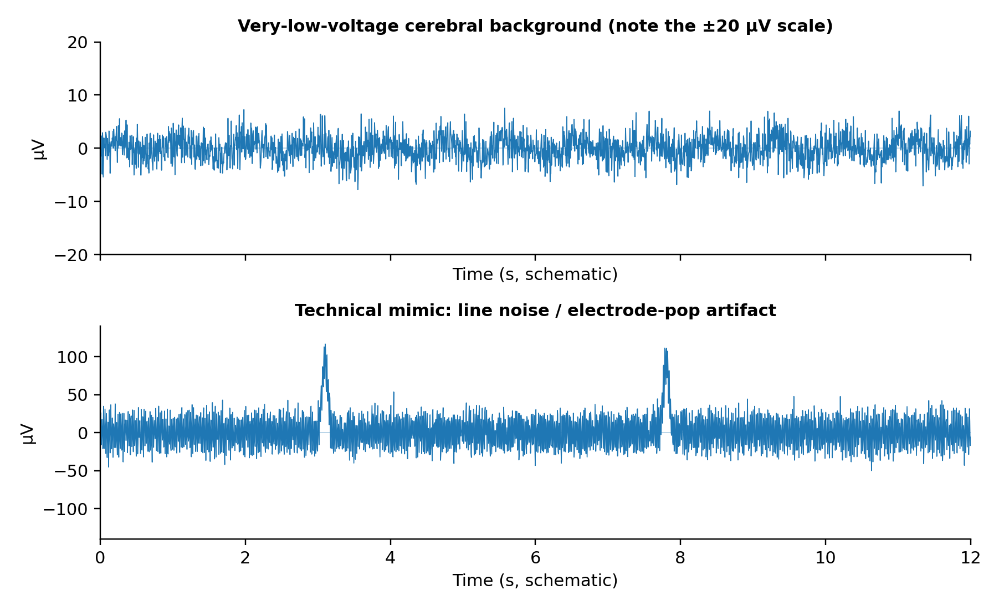 Very-low-voltage cerebral background (note the ±20 µV scale)
20
10
0
−10
−20
µV
Time (s, schematic)
Technical mimic: line noise / electrode-pop artifact
100
50
0
−50
−100
µV
0 2 4 6 8 10 12
Time (s, schematic)